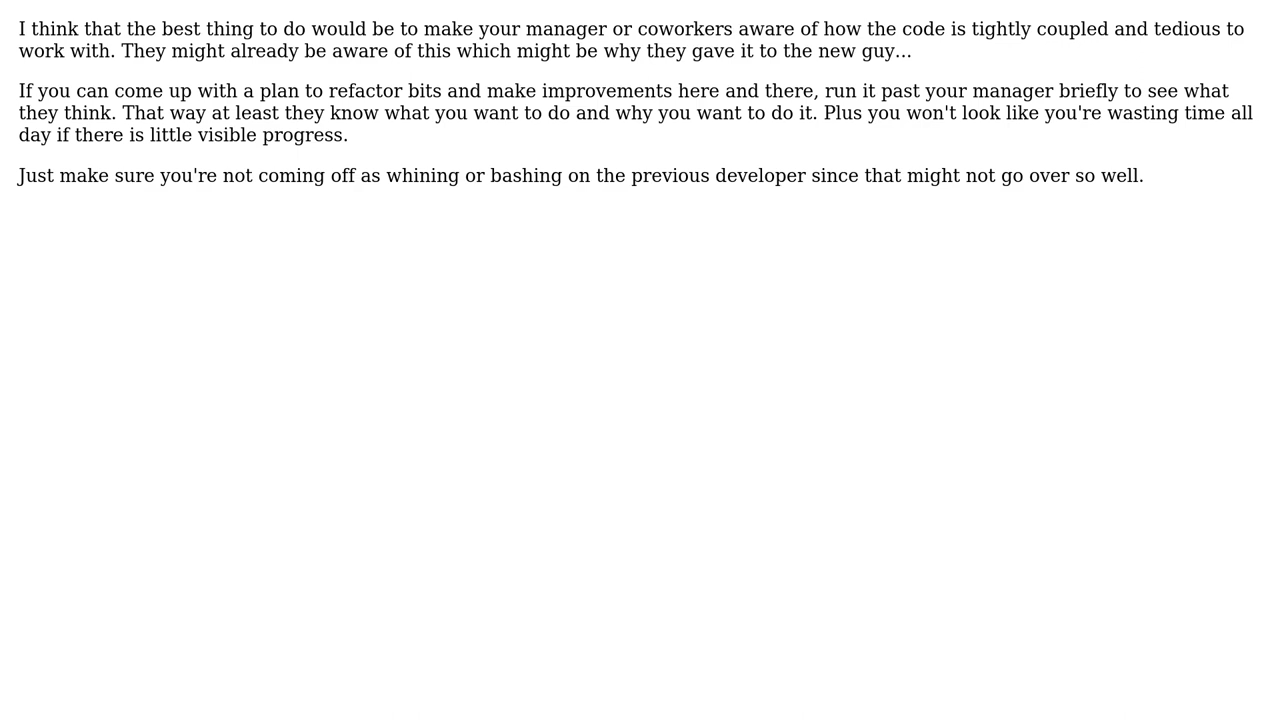 I think that the best thing to do would be to make your manager or coworkers aware of how the code is tightly coupled and tedious to
work with. They might already be aware of this which might be why they gave it to the new guy...
If you can come up with a plan to refactor bits and make improvements here and there, run it past your manager briefly to see what
they think. That way at least they know what you want to do and why you want to do it. Plus you won't look like you're wasting time all
day if there is little visible progress.
Just make sure you're not coming off as whining or bashing on the previous developer since that might not go over so well.